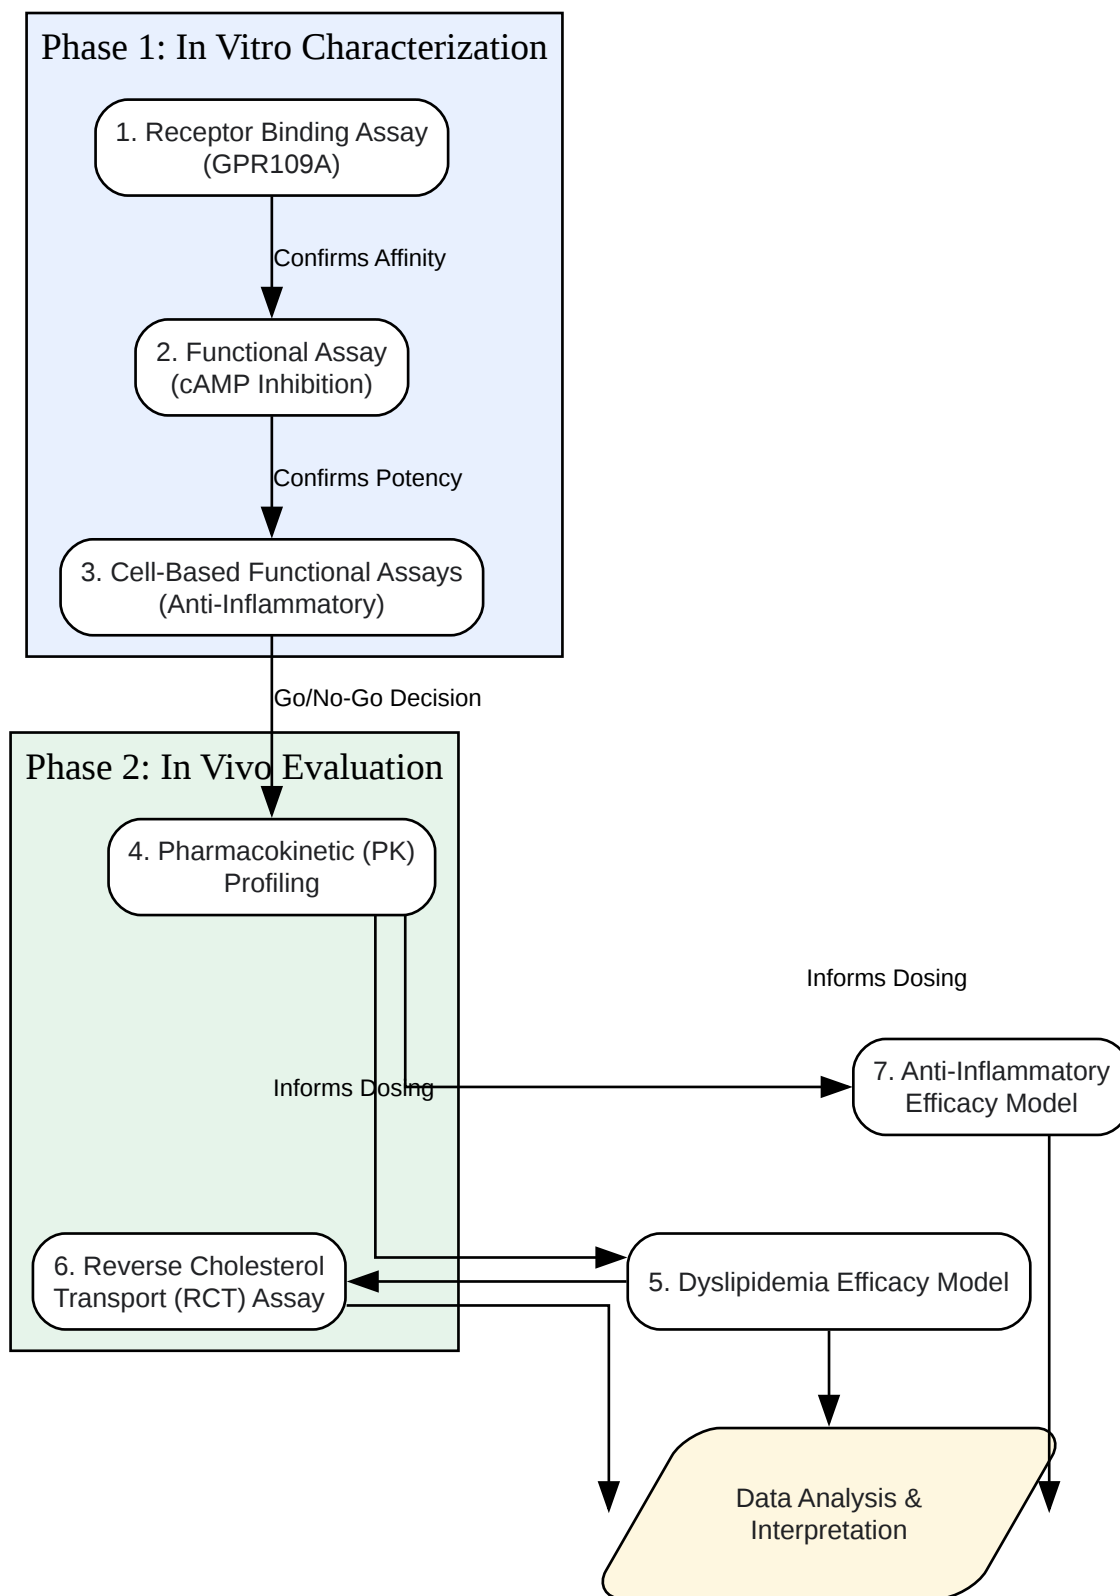 Phase 1: In Vitro Characterization
1. Receptor Binding Assay
(GPR109A)
Confirms Affinity
2. Functional Assay
(cAMP Inhibition)
Confirms Potency
3. Cell-Based Functional Assays
(Anti-Inflammatory)
Go/No-Go Decision
Phase 2: In Vivo Evaluation
4. Pharmacokinetic (PK)
Profiling
Informs Dosing
7. Anti-Inflammatory
Efficacy Model
Informs Dosing
6. Reverse Cholesterol
Transport (RCT) Assay
5. Dyslipidemia Efficacy Model
Data Analysis &
Interpretation